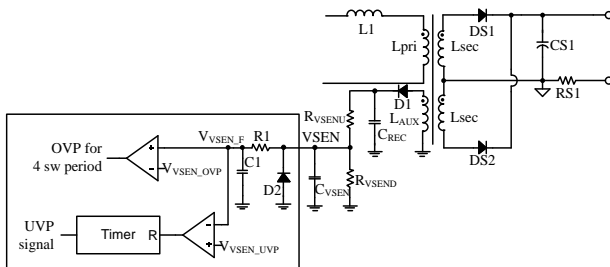 L1
Lpri
Lsec
DS1
CS1
RS1
D1
LAUX
Lsec
DS2
RVSENU
CREC
OVP for
4 sw period
+
-
VVSEN_OVP
VVSEN_F
R1
VSEN
C1
D2
CVSEN
RVSEND
UVP
signal
Timer
R
-
+
VVSEN_UVP